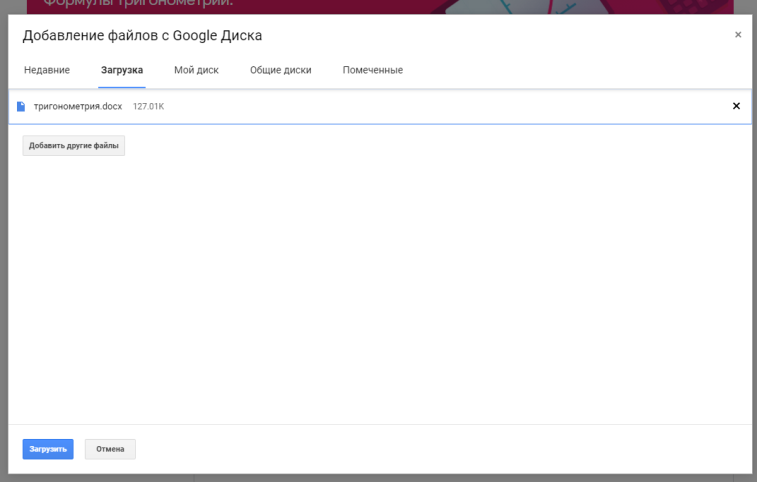 Формулы тригонометрии.
Добавление файлов с Google Диска
×
Недавние Загрузка Мой диск Общие диски Помеченные
тригонометрия.docx 127.01K
Добавить другие файлы
Загрузить Отмена